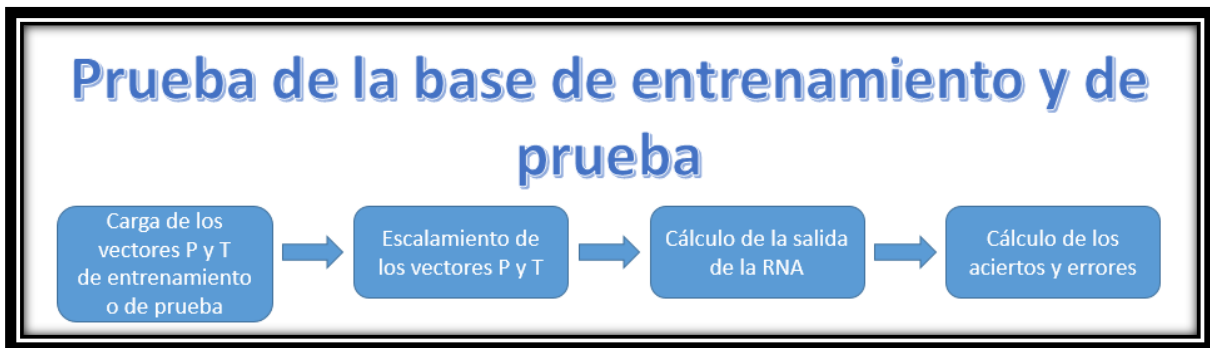 Prueba de la base de entrenamiento y de
prueba
Carga de los
vectores P y T
de entrenamiento
o de prueba
Escalamiento de
los vectores P y T
Cálculo de la salida
de la RNA
Cálculo de los
aciertos y errores